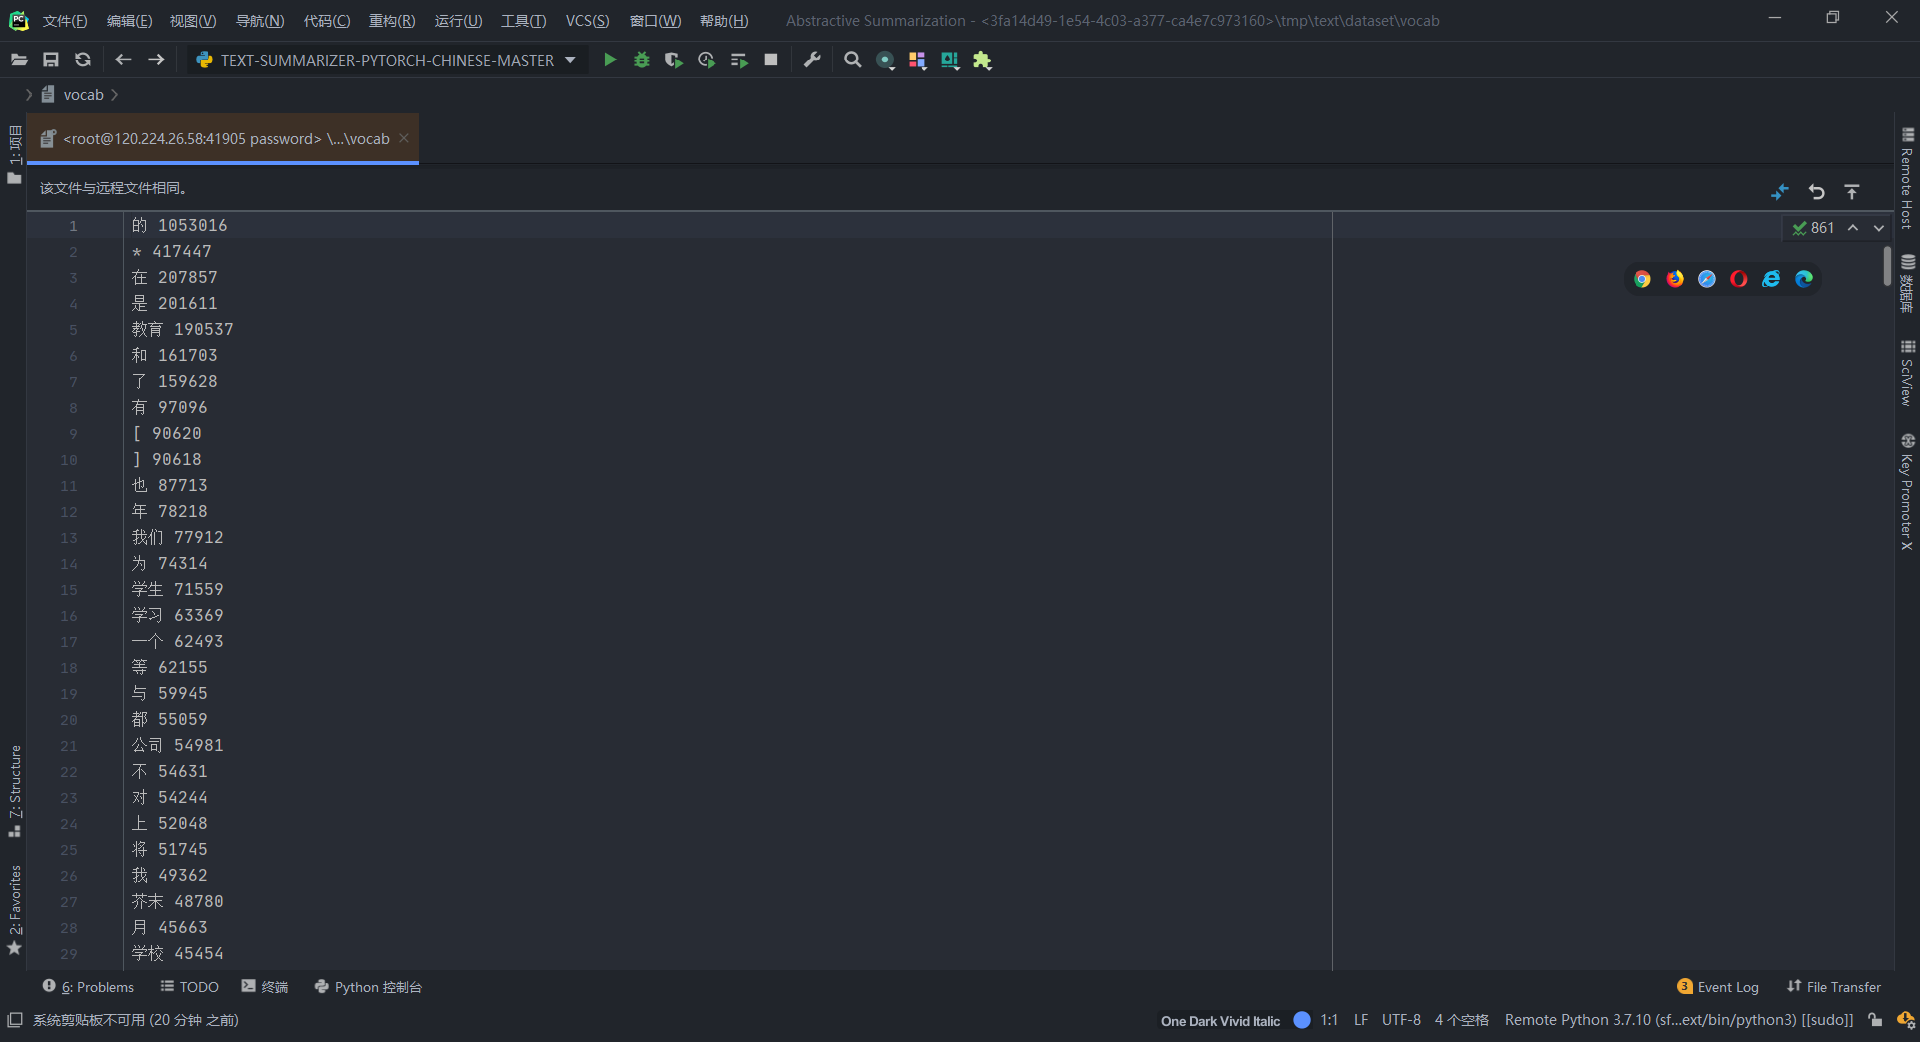 文件(F) 编辑(E) 视图(V) 导航(N) 代码(C) 重构(R) 运行(U) 工具(T) VCS(S) 窗口(W) 帮助(H) Abstractive Summarization - <3fa14d49-1e54-4c03-a377-ca4e7c973160>\tmp\text\dataset\vocab
TEXT-SUMMARIZER-PYTORCH-CHINESE-MASTER
vocab
<root@120.224.26.58:41905 password> \...\vocab
该文件与远程文件相同。
861
1 的 1053016
2 * 417447
3 在 207857
4 是 201611
5 教育 190537
6 和 161703
7 了 159628
8 有 97096
9 [ 90620
10 ] 90618
11 也 87713
12 年 78218
13 我们 77912
14 为 74314
15 学生 71559
16 学习 63369
17 一个 62493
18 等 62155
19 与 59945
20 都 55059
21 公司 54981
22 不 54631
23 对 54244
24 上 52048
25 将 51745
26 我 49362
27 芥末 48780
28 月 45663
29 学校 45454
1: 项目
7: Structure
2: Favorites
Remote Host
数据库
SciView
Key Promoter X
6: Problems TODO 终端 Python 控制台 3 Event Log File Transfer
系统剪贴板不可用 (20 分钟 之前) One Dark Vivid Italic 1:1 LF UTF-8 4 个空格 Remote Python 3.7.10 (sf...ext/bin/python3) [[sudo]]